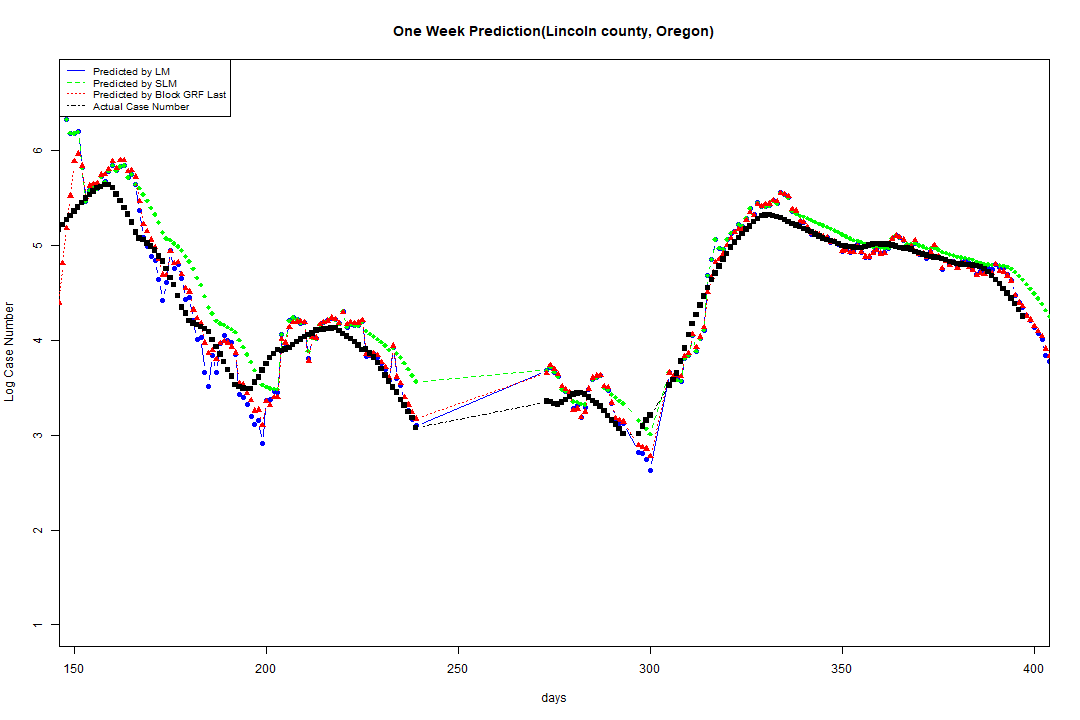 One Week Prediction(Lincoln county, Oregon)
Predicted by LM
Predicted by SLM
Predicted by Block GRF Last
Actual Case Number
6
5
4
3
2
1
Log Case Number
150 200 250 300 350 400
days